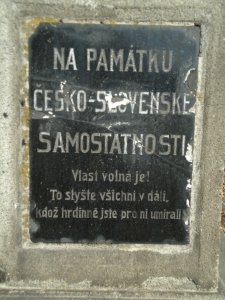 NA PAMÁTKU
ČESKO-SLOVENSKÉ
SAMOSTATNOSTI
Vlast volná je!
To slyšte všichni v dáli,
kdož hrdinně jste pro ni umírali